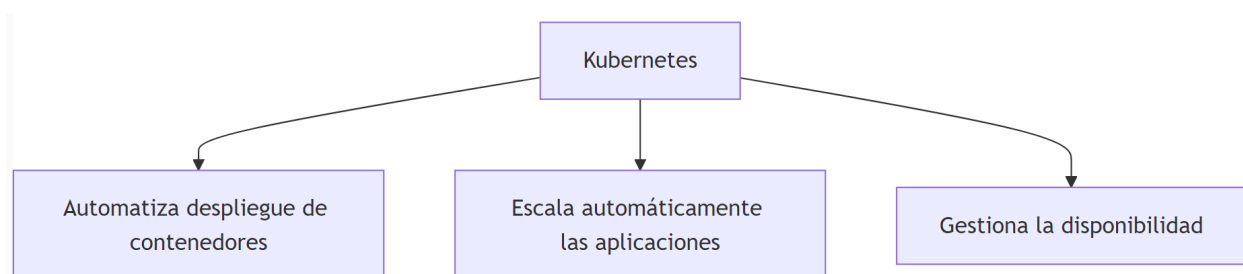 Kubernetes
Automatiza despliegue de
contenedores
Escala automáticamente
las aplicaciones
Gestiona la disponibilidad